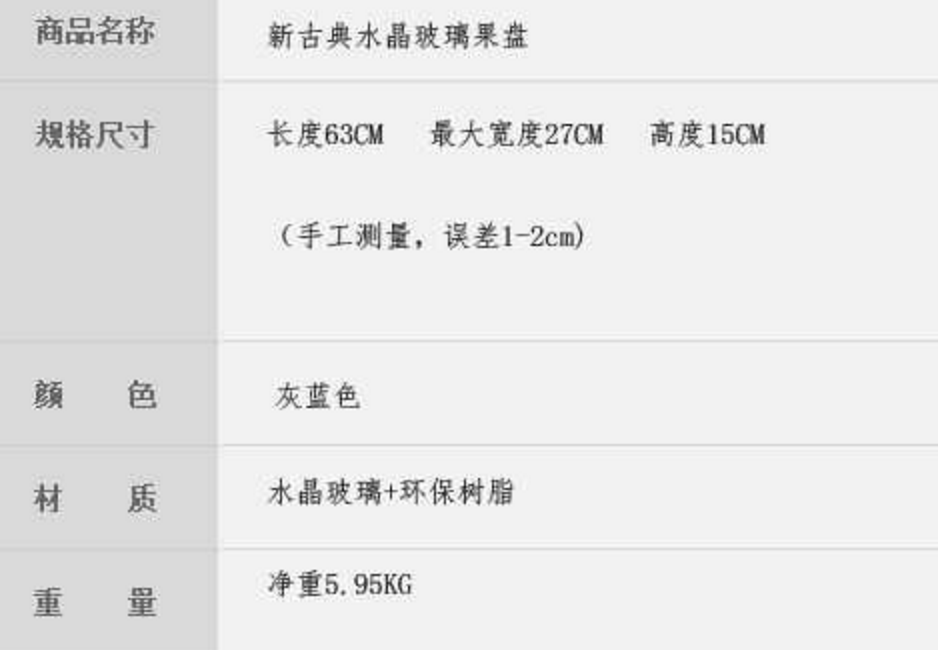 商品名称 新古典水晶玻璃果盘
规格尺寸 长度63CM 最大宽度27CM 高度15CM
（手工测量，误差1-2cm)
颜 色 灰蓝色
材 质 水晶玻璃+环保树脂
重 量 净重5.95KG